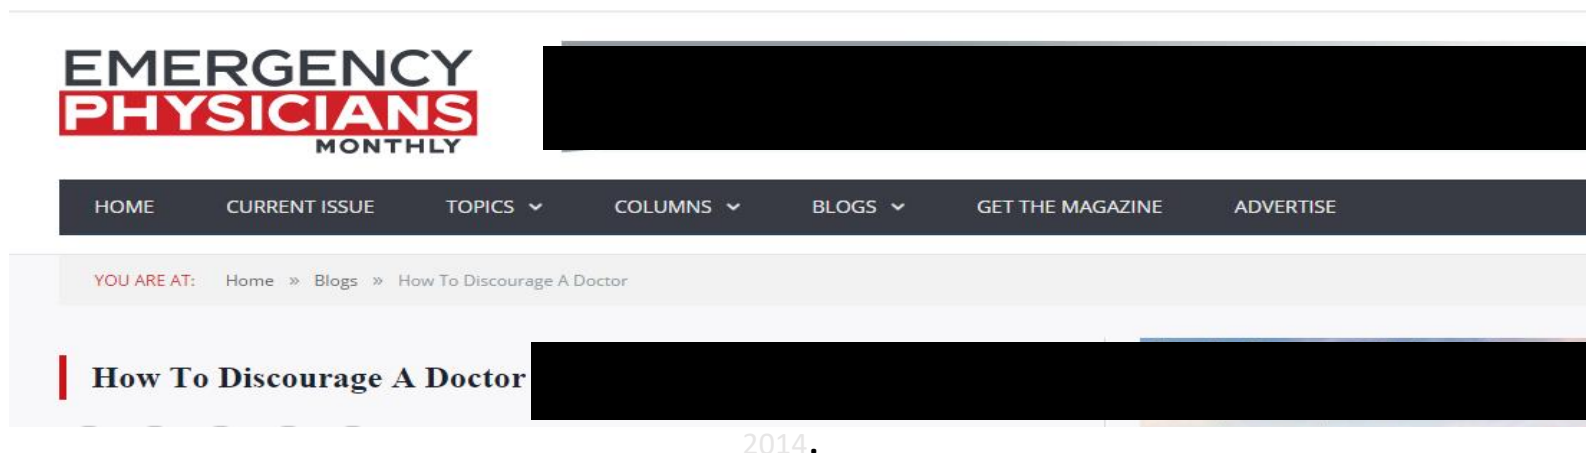 EMERGENCY
PHYSICIANS
MONTHLY
HOME CURRENT ISSUE TOPICS COLUMNS BLOGS GET THE MAGAZINE ADVERTISE
YOU ARE AT: Home » Blogs » How To Discourage A Doctor
How To Discourage A Doctor
2014.